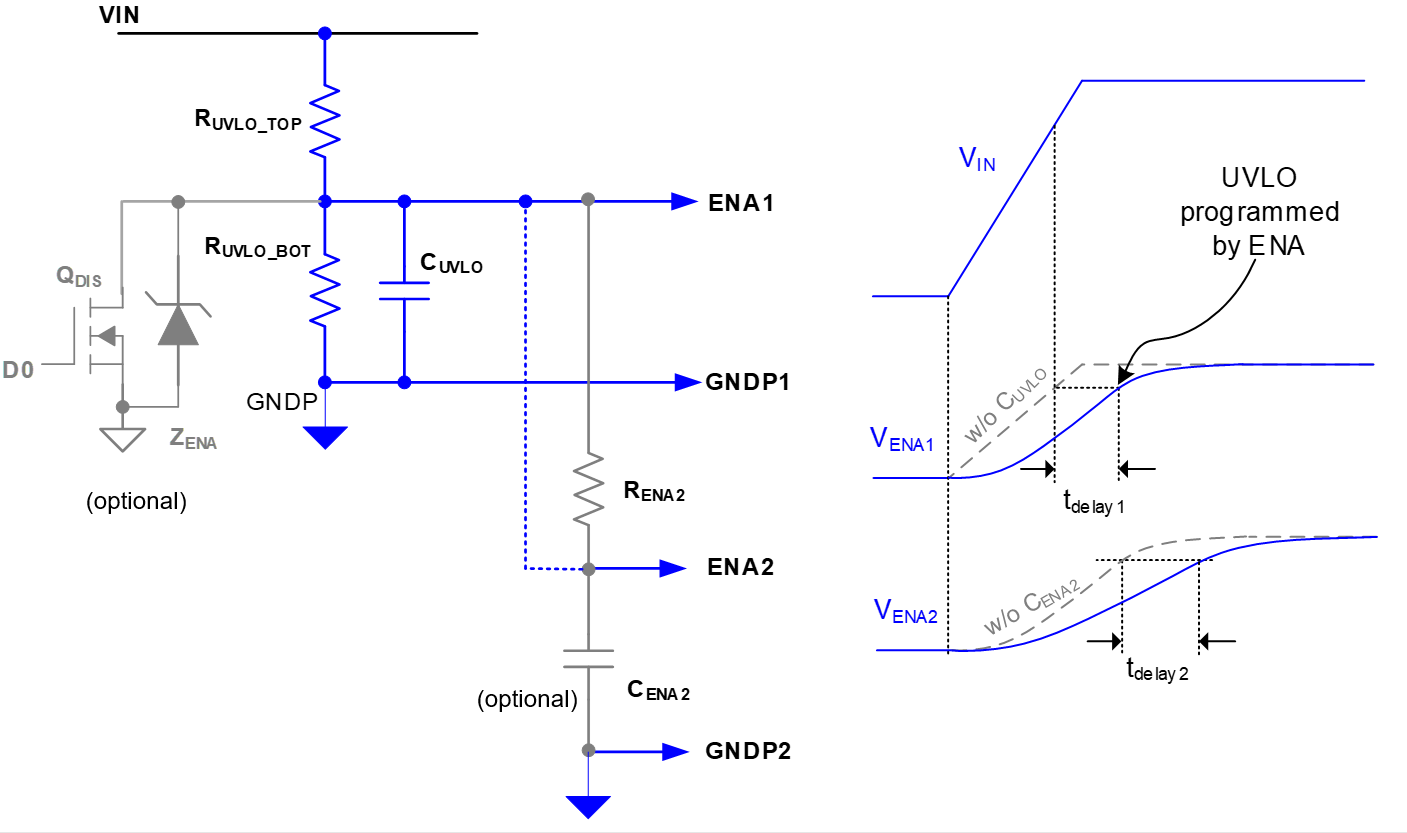 VIN
RUVLO_TOP
ENA1
RUVLO_BOT
CUVLO
QDIS
D0
GNDP1
GNDP
ZENA
(optional)
RENA2
ENA2
(optional)
CENA2
GNDP2
VIN
UVLO
programmed
by ENA
w/o CUVLO
VENA1
tdelay1
w/o CENA2
VENA2
tdelay2